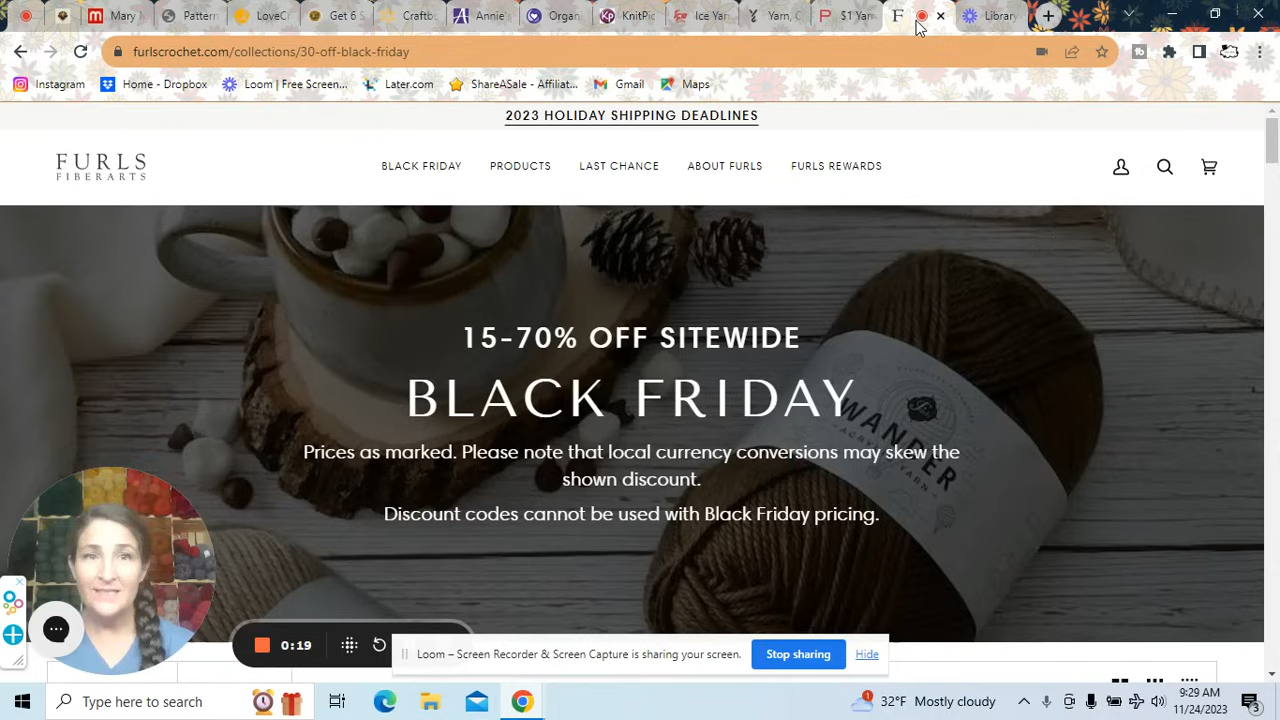 Mary
Pattern
LoveCr
Get 6 S
Craftb
Annie's
Organ
KnitPic
Ice Yar
Yarn, C
$1 Yar
Library
furlscrochet.com/collections/30-off-black-friday
Instagram
Home - Dropbox
Loom | Free Screen...
Later.com
ShareASale - Affiliat...
Gmail
Maps
2023 HOLIDAY SHIPPING DEADLINES
FURLS
FIBERARTS
BLACK FRIDAY
PRODUCTS
LAST CHANCE
ABOUT FURLS
FURLS REWARDS
15-70% OFF SITEWIDE
BLACK FRIDAY
Prices as marked. Please note that local currency conversions may skew the
shown discount.
Discount codes cannot be used with Black Friday pricing.
WANDER
ACRYLIC YARN
0:19
Loom – Screen Recorder & Screen Capture is sharing your screen.
Stop sharing
Hide
Type here to search
32°F Mostly cloudy
9:29 AM
11/24/2023